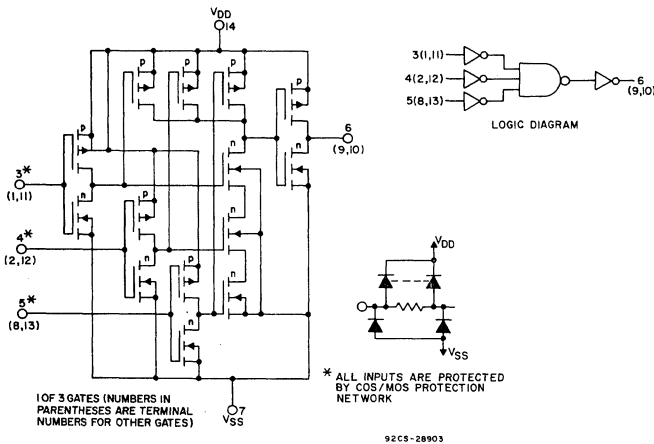 VDD
14
p
p
p
p
p
n
n
3*
(1,11)
6
(9,10)
p
n
n
4*
(2,12)
p
n
n
5*
(8,13)
n
1 OF 3 GATES (NUMBERS IN
PARENTHESES ARE TERMINAL
NUMBERS FOR OTHER GATES)
7
VSS
3(1,11)
4(2,12)
5(8,13)
6
(9,10)
LOGIC DIAGRAM
VDD
VSS
* ALL INPUTS ARE PROTECTED
BY COS/MOS PROTECTION
NETWORK
92CS-28903